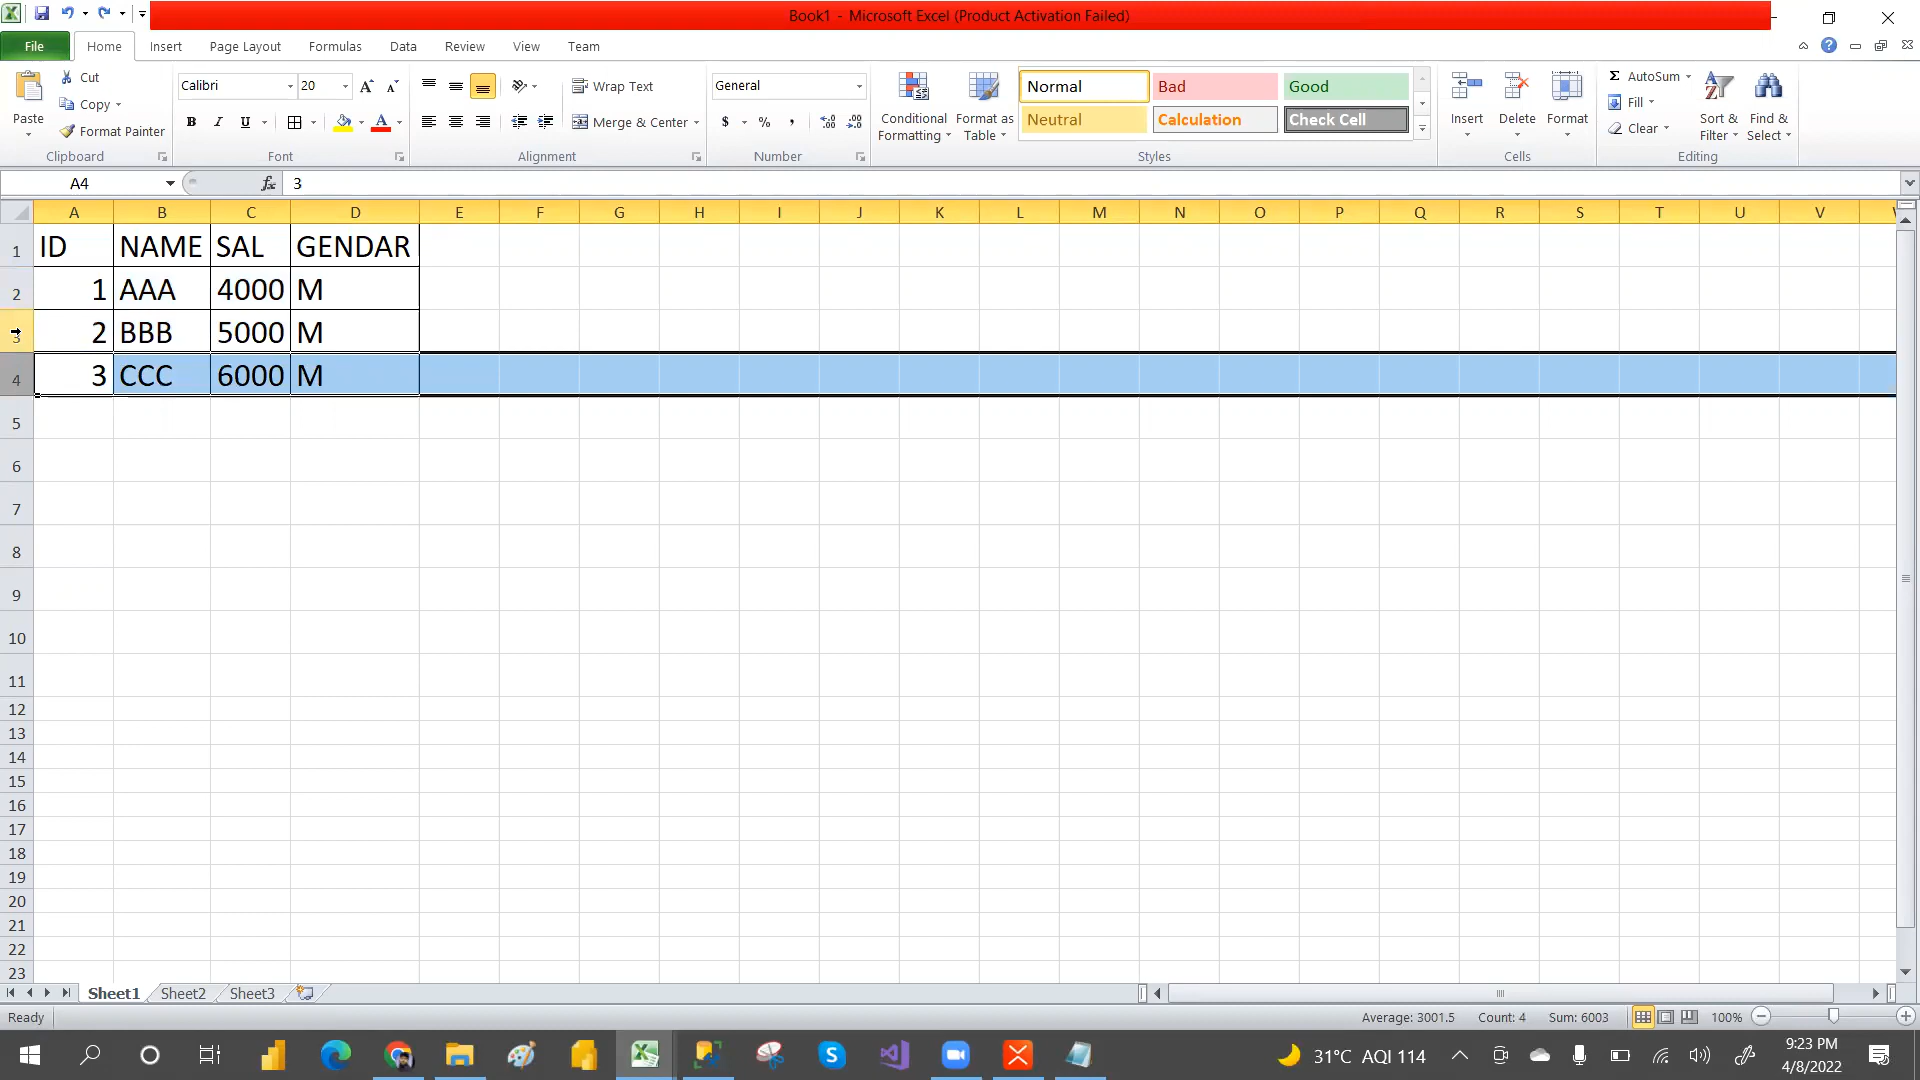 Book1 - Microsoft Excel (Product Activation Failed)
File Home Insert Page Layout Formulas Data Review View Team
Paste
Cut
Copy
Format Painter
Clipboard
Calibri 20
B I U
Font
Wrap Text
Merge & Center
Alignment
General
$ % ,
Number
Conditional Formatting
Format as Table
Normal Bad Good
Neutral Calculation Check Cell
Styles
Insert Delete Format
Cells
Σ AutoSum
Fill
Clear
Sort & Filter
Find & Select
Editing
A4 fx 3
A B C D E F G H I J K L M N O P Q R S T U V
1 ID NAME SAL GENDAR
2 1 AAA 4000 M
3 2 BBB 5000 M
4 3 CCC 6000 M
5
6
7
8
9
10
11
12
13
14
15
16
17
18
19
20
21
22
23
Sheet1 Sheet2 Sheet3
Ready Average: 3001.5 Count: 4 Sum: 6003 100%
31°C AQI 114
9:23 PM
4/8/2022